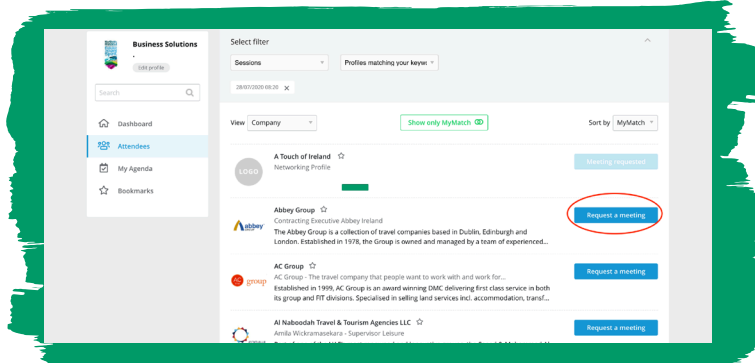 Business Solutions
.
Edit profile
Search
Dashboard
Attendees
My Agenda
Bookmarks
Select filter
Sessions
Profiles matching your keywo
28/07/2020 09:20 x
View Company
Show only MyMatch
Sort by MyMatch
LOGO
A Touch of Ireland
Networking Profile
Meeting requested
abbey
Abbey Group
Contracting Executive Abbey Ireland
The Abbey Group is a collection of travel companies based in Dublin, Edinburgh and
London. Established in 1978, the Group is owned and managed by a team of experienced...
Request a meeting
AC group
AC Group
AC Group - The travel company that people want to work with and work for...
Established in 1999, AC Group is an award winning DMC delivering first class service in both
its group and FIT divisions. Specialised in selling land services incl. accommodation, transf...
Request a meeting
Al Naboodah Travel & Tourism Agencies LLC
Amila Wickramasekara - Supervisor Leisure
Request a meeting